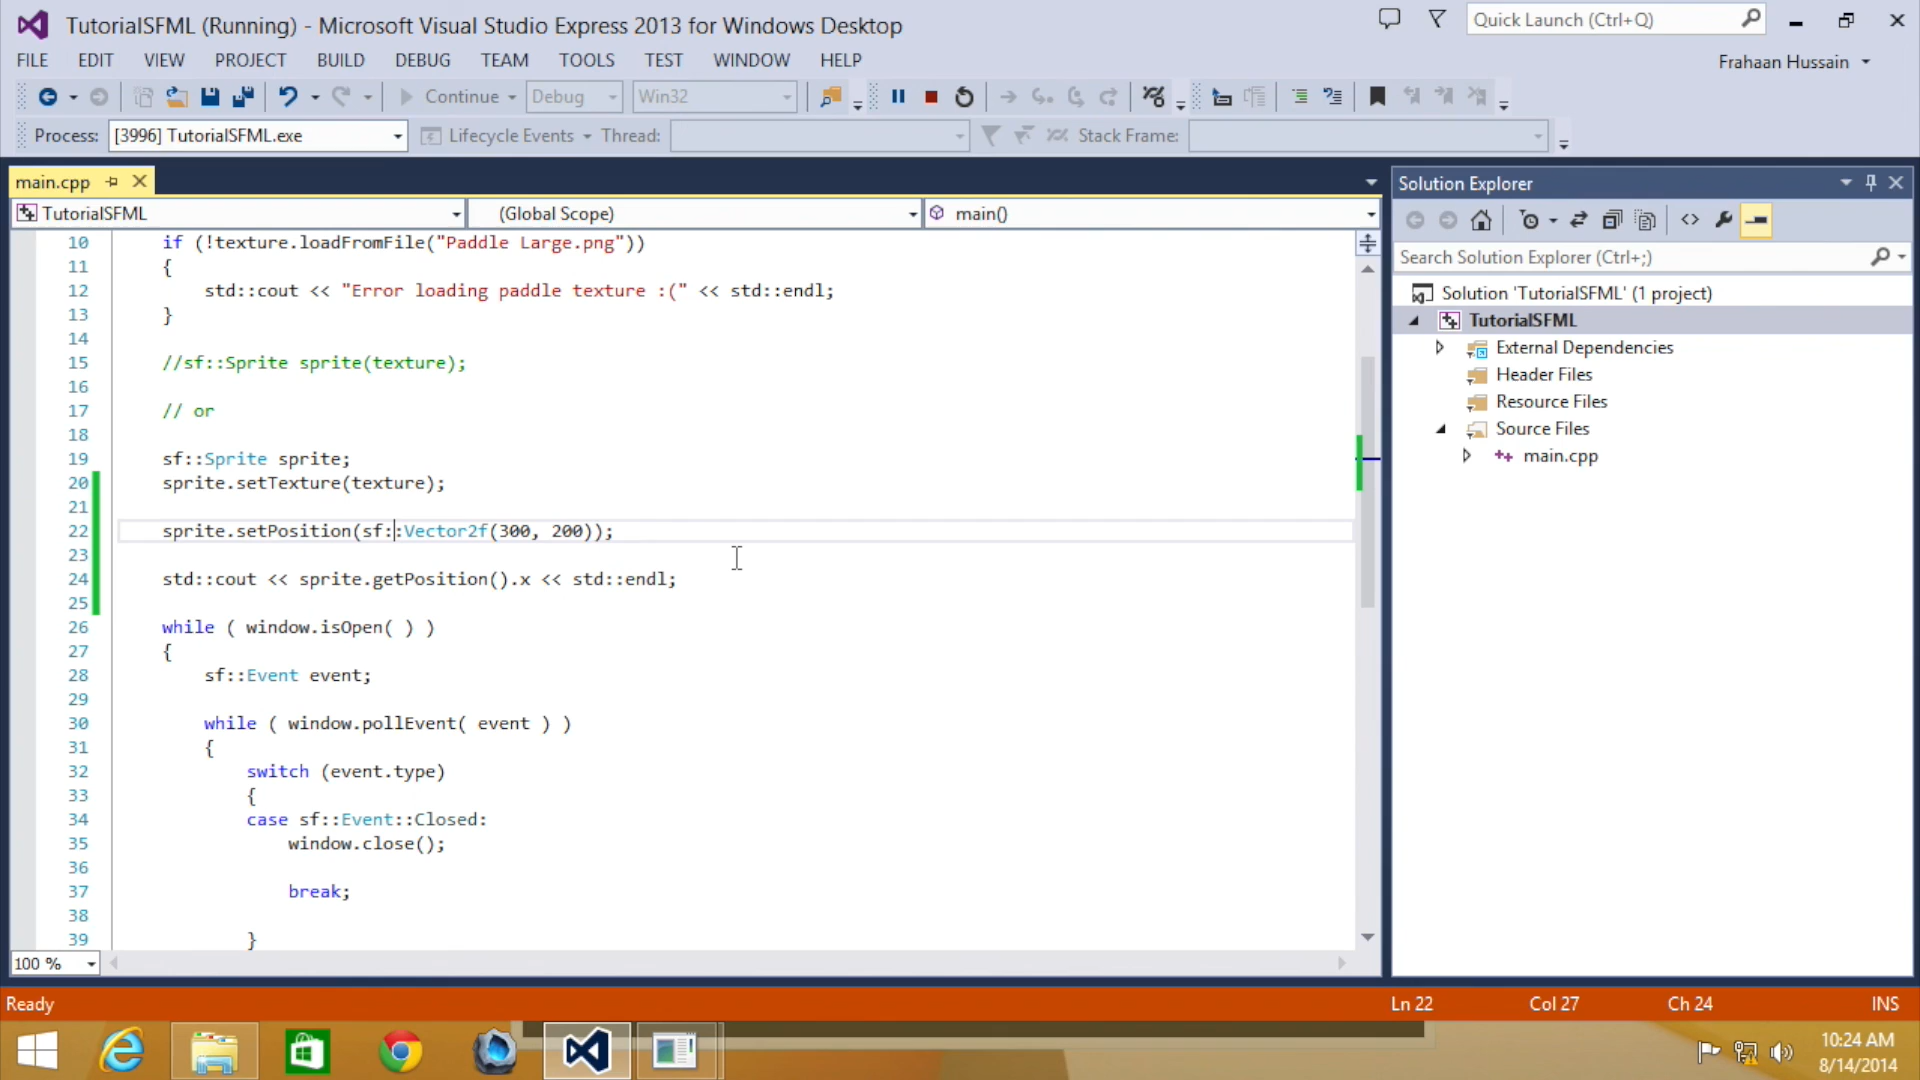 TutorialSFML (Running) - Microsoft Visual Studio Express 2013 for Windows Desktop
Quick Launch (Ctrl+Q)
FILE EDIT VIEW PROJECT BUILD DEBUG TEAM TOOLS TEST WINDOW HELP
Frahaan Hussain
Continue Debug Win32
Process: [3996] TutorialSFML.exe Lifecycle Events Thread: Stack Frame:
main.cpp
TutorialSFML (Global Scope) main()
10 if (!texture.loadFromFile("Paddle Large.png"))
11 {
12 std::cout << "Error loading paddle texture :(" << std::endl;
13 }
14
15 //sf::Sprite sprite(texture);
16
17 // or
18
19 sf::Sprite sprite;
20 sprite.setTexture(texture);
21
22 sprite.setPosition(sf::Vector2f(300, 200));
23
24 std::cout << sprite.getPosition().x << std::endl;
25
26 while ( window.isOpen( ) )
27 {
28 sf::Event event;
29
30 while ( window.pollEvent( event ) )
31 {
32 switch (event.type)
33 {
34 case sf::Event::Closed:
35 window.close();
36
37 break;
38
39 }
100 %
Solution Explorer
Search Solution Explorer (Ctrl+;)
Solution 'TutorialSFML' (1 project)
TutorialSFML
External Dependencies
Header Files
Resource Files
Source Files
main.cpp
Ready Ln 22 Col 27 Ch 24 INS
10:24 AM
8/14/2014